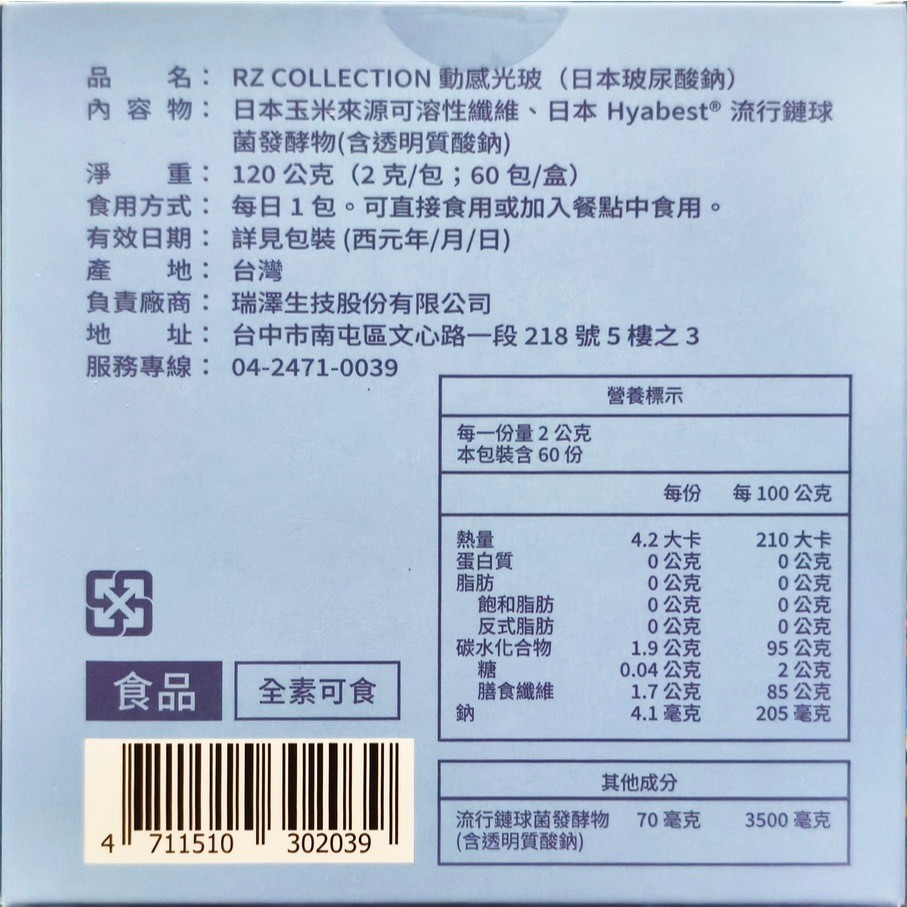 品名： RZ COLLECTION 動感光玻（日本玻尿酸鈉）
內容物： 日本玉米來源可溶性纖維、日本 Hyabest® 流行鏈球
菌發酵物(含透明質酸鈉)
淨重： 120 公克（2 克/包；60 包/盒）
食用方式： 每日 1 包。可直接食用或加入餐點中食用。
有效日期： 詳見包裝 (西元年/月/日)
產地： 台灣
負責廠商： 瑞澤生技股份有限公司
地址： 台中市南屯區文心路一段 218 號 5 樓之 3
服務專線： 04-2471-0039
營養標示
每一份量 2 公克
本包裝含 60 份
每份 每 100 公克
熱量 4.2 大卡 210 大卡
蛋白質 0 公克 0 公克
脂肪 0 公克 0 公克
飽和脂肪 0 公克 0 公克
反式脂肪 0 公克 0 公克
碳水化合物 1.9 公克 95 公克
糖 0.04 公克 2 公克
膳食纖維 1.7 公克 85 公克
鈉 4.1 毫克 205 毫克
其他成分
流行鏈球菌發酵物 70 毫克 3500 毫克
(含透明質酸鈉)
食品 全素可食
4 711510 302039